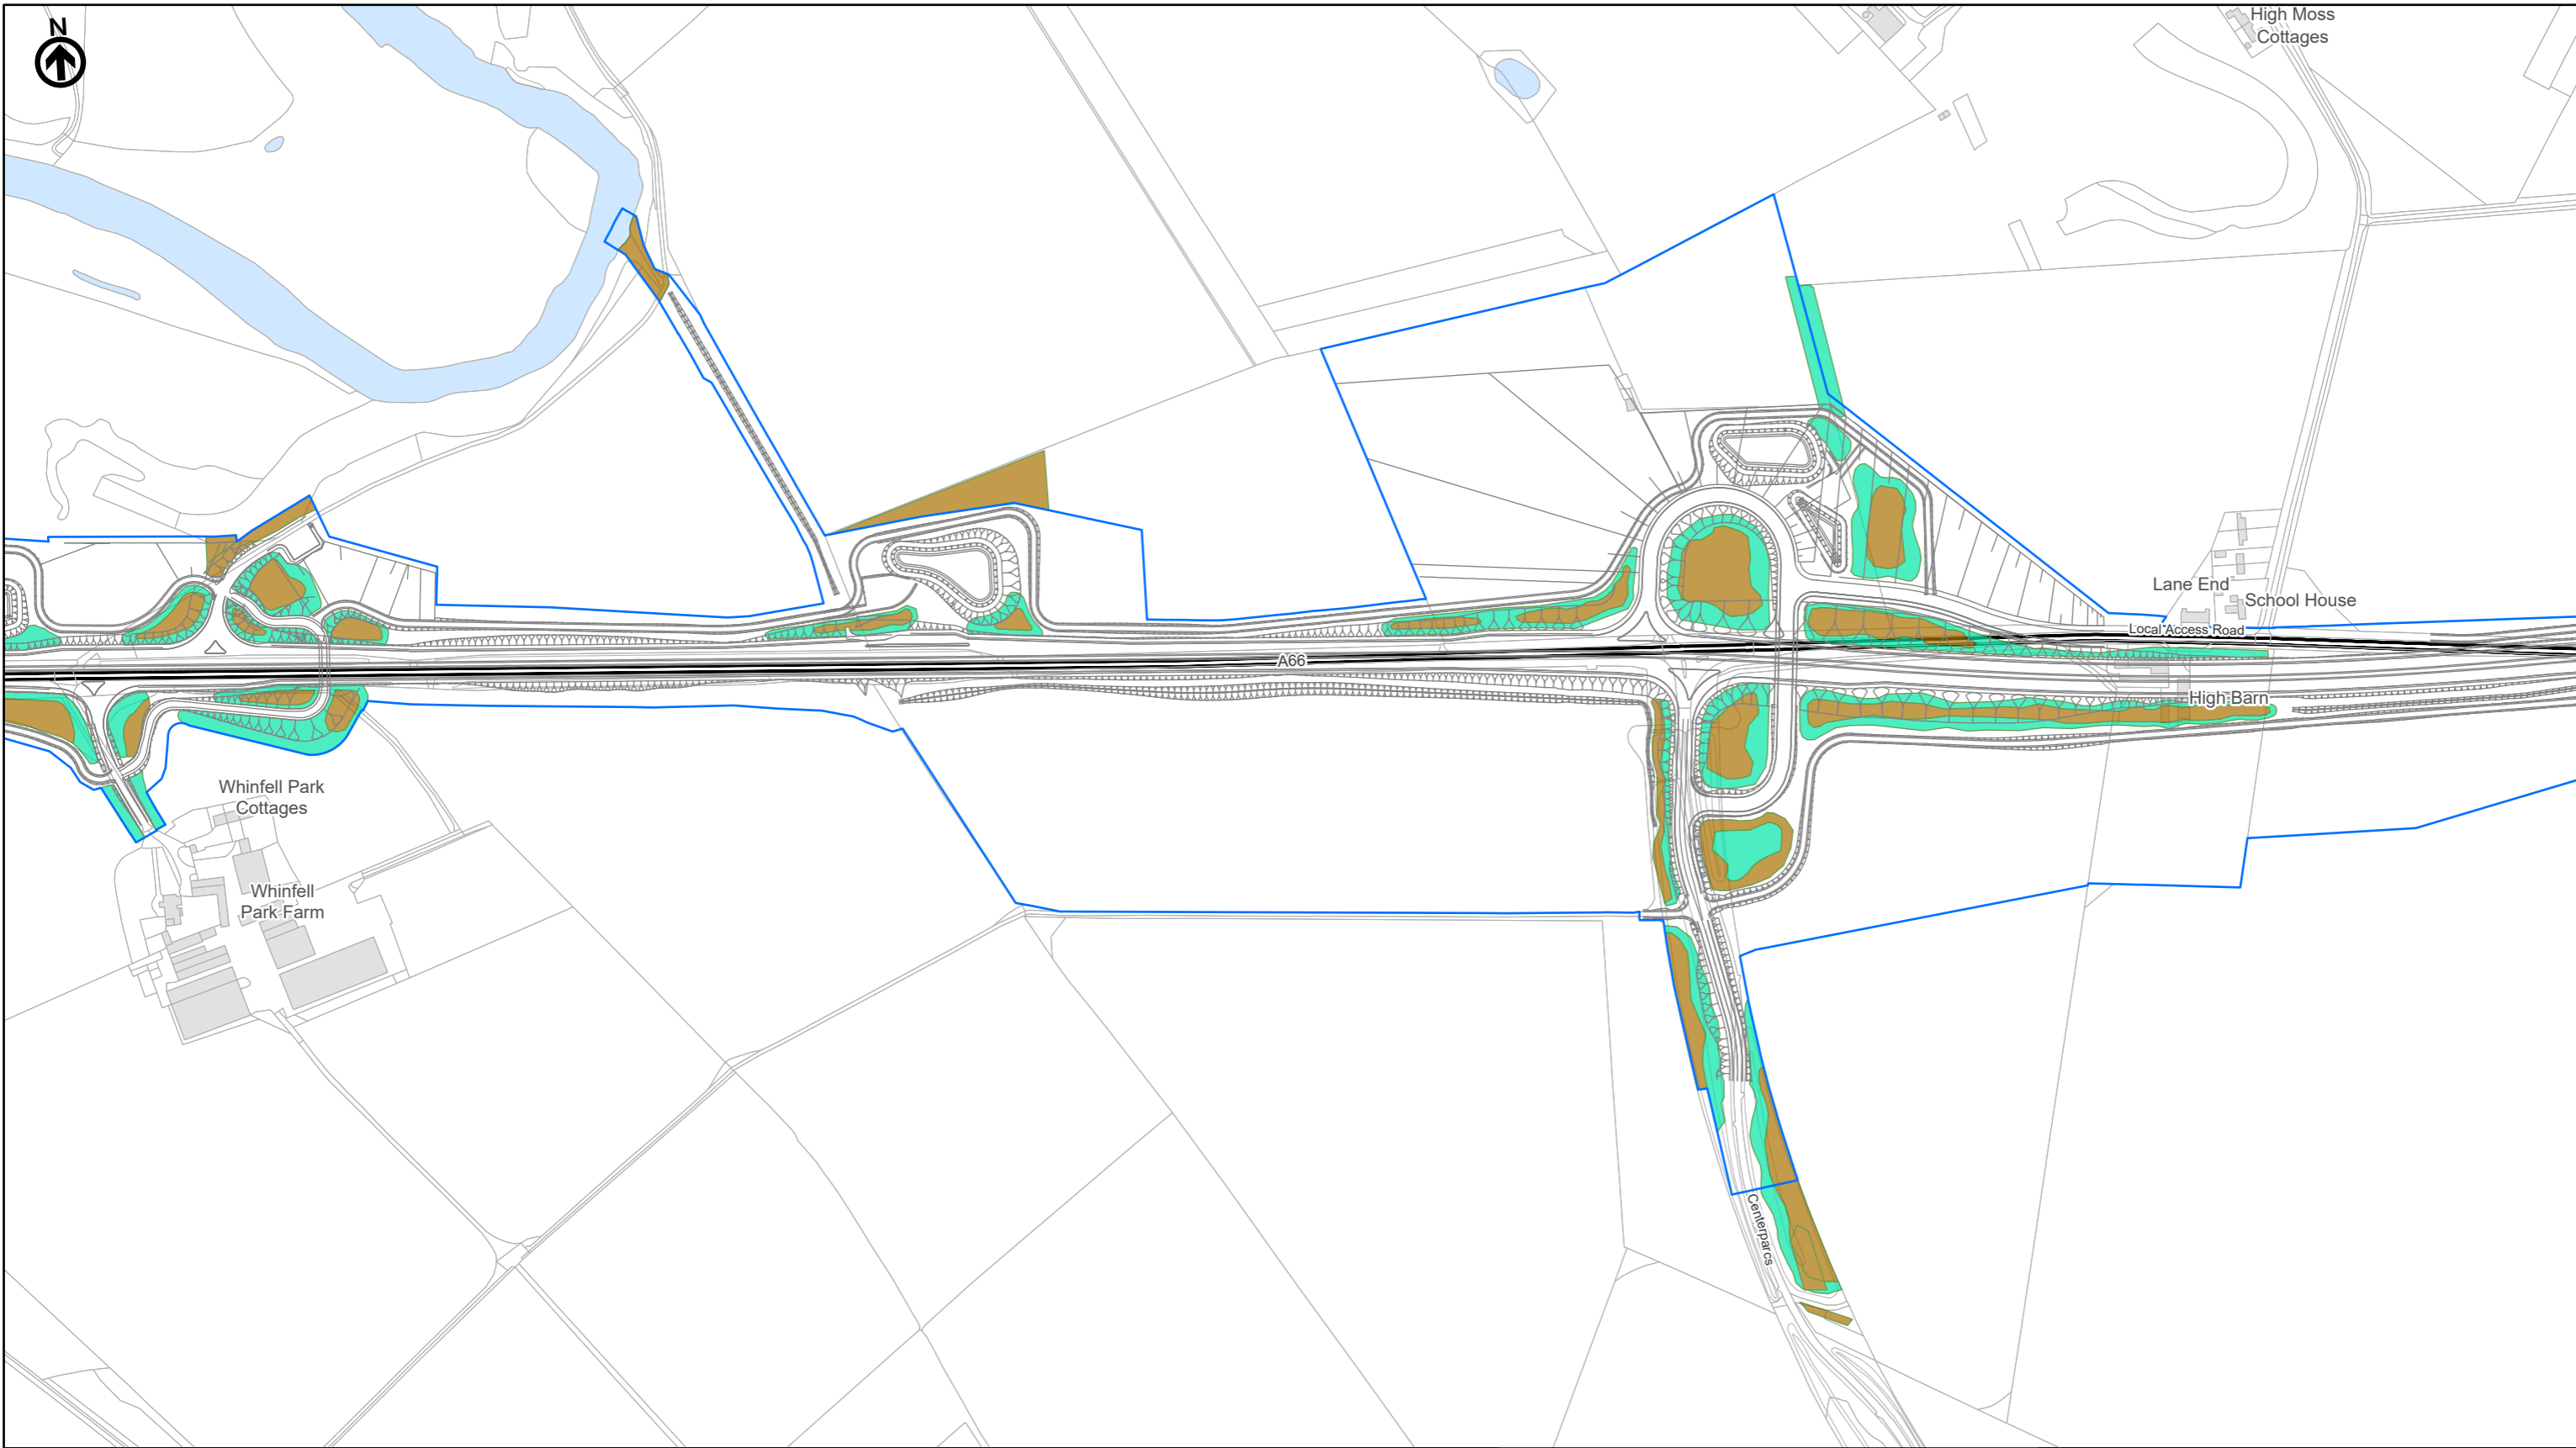 N
High Moss
Cottages
Lane End
School House
Local Access Road
A66
High Barn
Whinfell Park
Cottages
Whinfell
Park Farm
Centerparcs